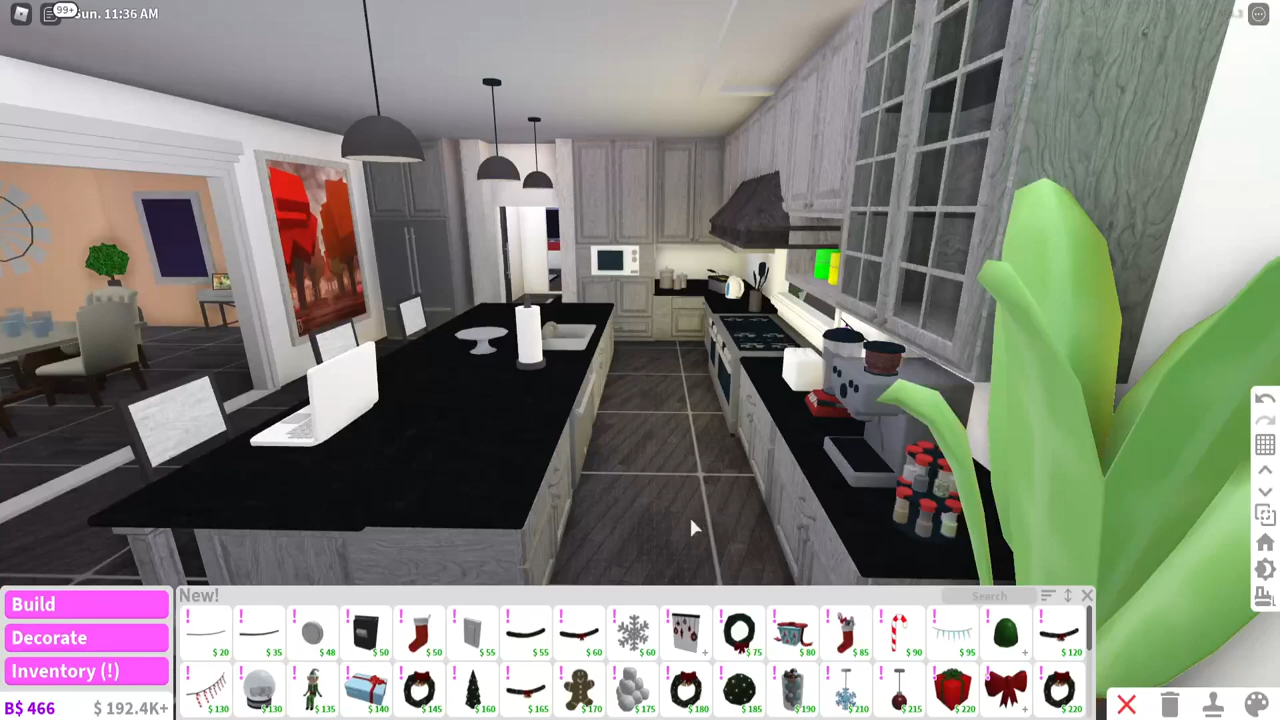 99+
Sun. 11:36 AM
New!
Search
Build
Decorate
Inventory (!)
B$ 466
$ 192.4K+
! $ 20
! $ 35
! $ 48
! $ 50
! $ 50
! $ 55
! $ 55
! $ 60
! $ 60
! +
! $ 75
! $ 80
! $ 85
! $ 90
! $ 95
! +
! $ 120
! $ 130
! $ 130
! $ 135
! $ 140
! $ 145
! $ 160
! $ 165
! $ 170
! $ 175
! $ 180
! $ 185
! $ 190
! $ 210
! $ 215
! $ 220
! +
! $ 220